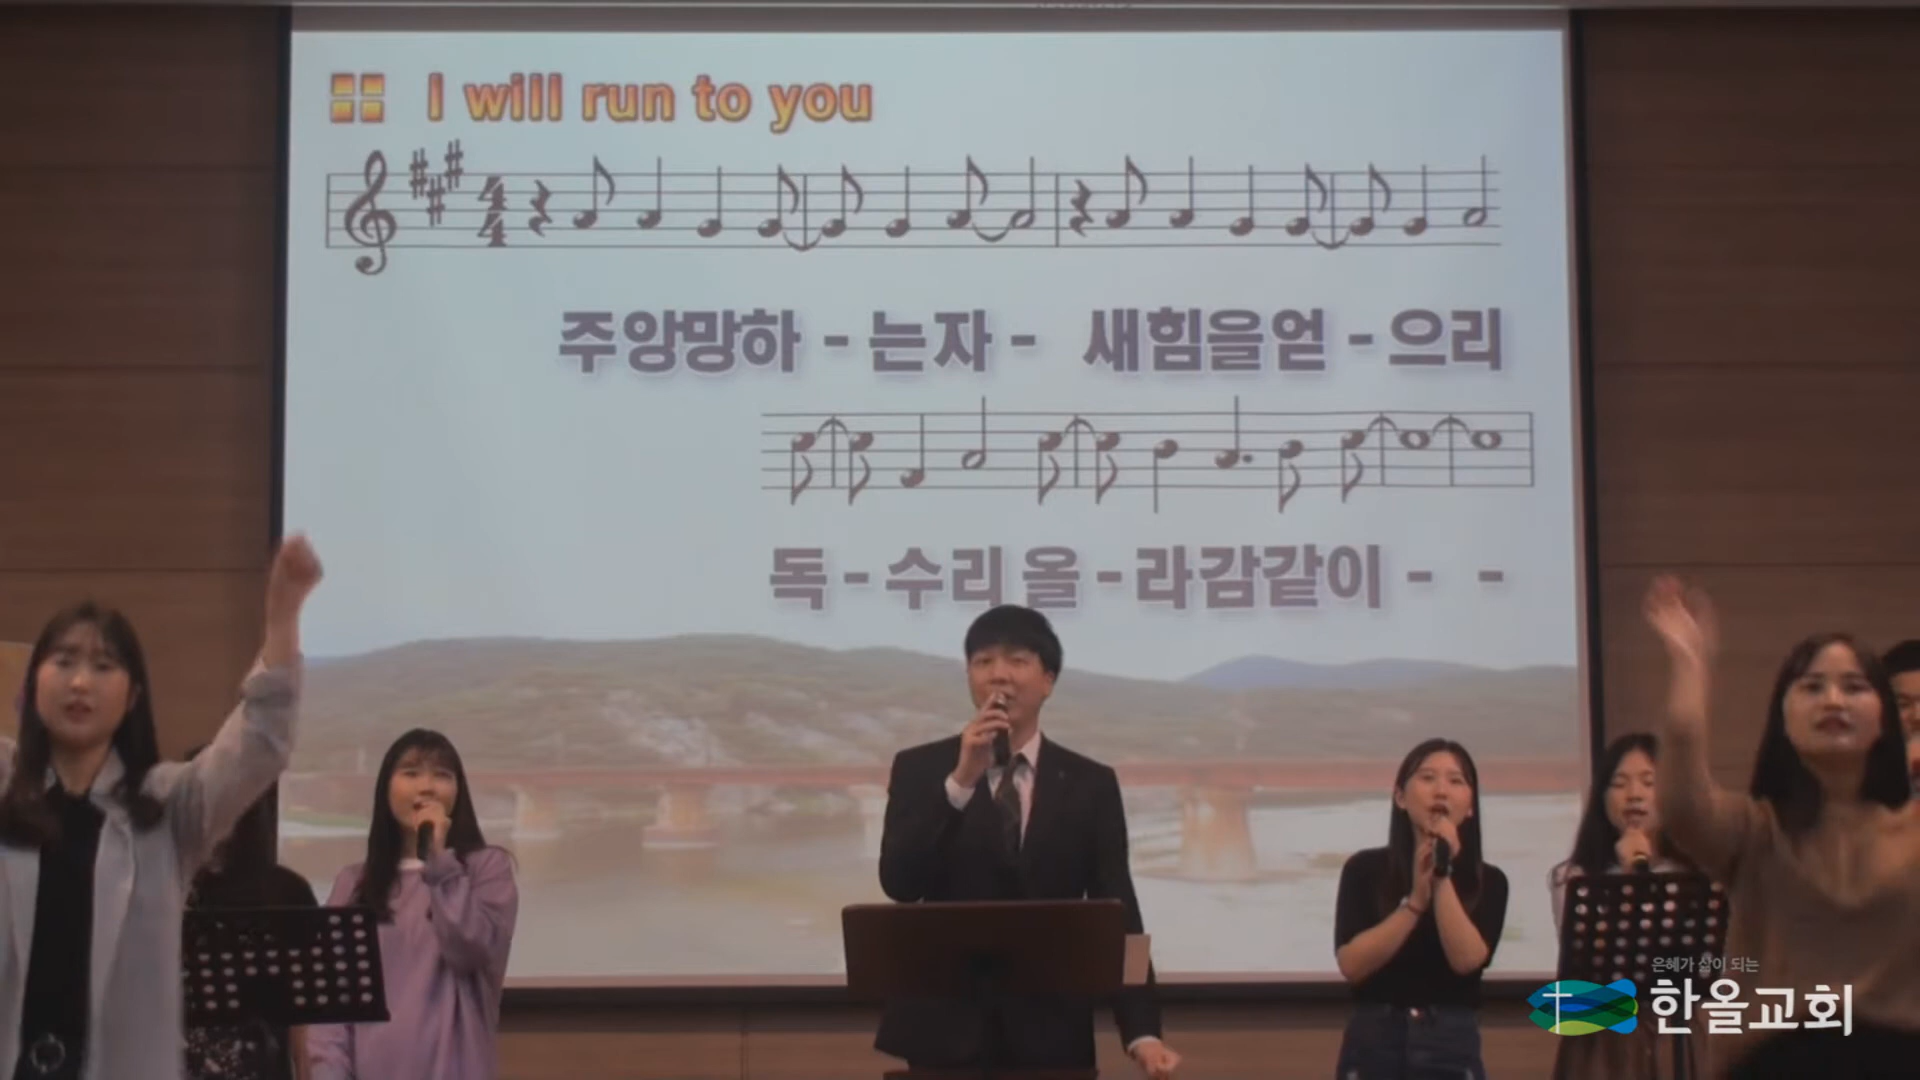 I will run to you
주앙망하 - 는자 - 새힘을얻 - 으리
독 - 수리 올 - 라감같이 - -
은혜가 삶이 되는
한올교회